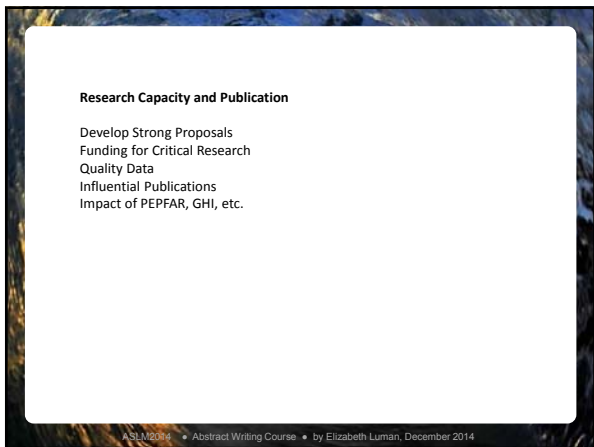 Research Capacity and Publication
Develop Strong Proposals
Funding for Critical Research
Quality Data
Influential Publications
Impact of PEPFAR, GHI, etc.
ASLM2014 • Abstract Writing Course • by Elizabeth Luman, December 2014